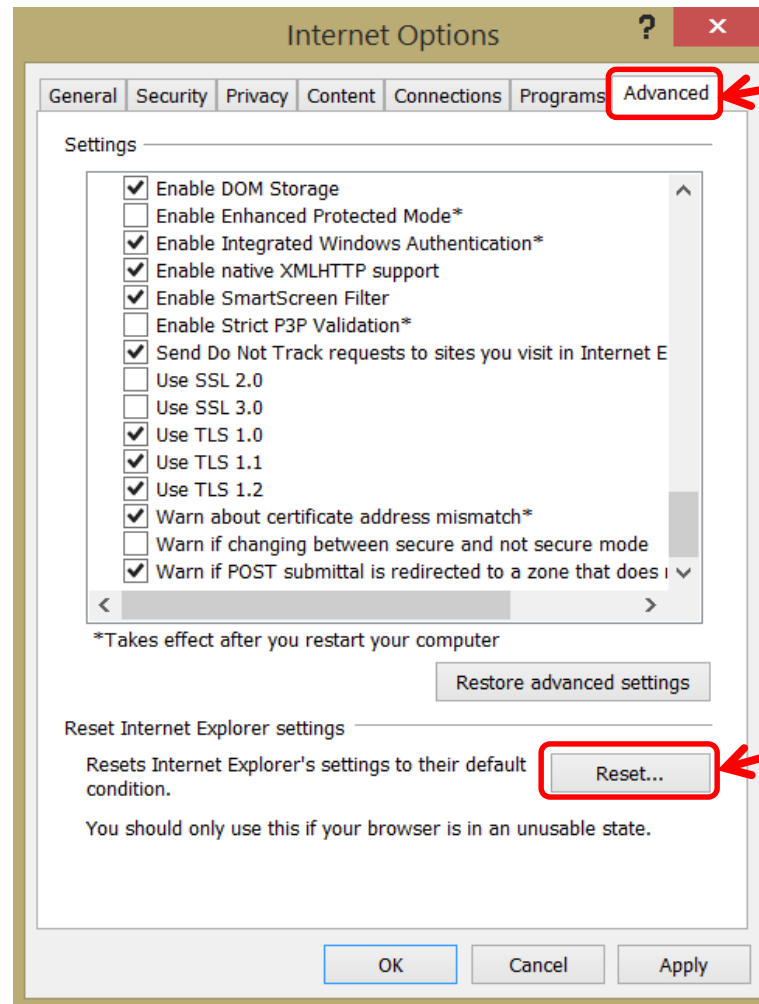 Internet Options
?
x
General Security Privacy Content Connections Programs Advanced
Settings
Enable DOM Storage
Enable Enhanced Protected Mode*
Enable Integrated Windows Authentication*
Enable native XMLHTTP support
Enable SmartScreen Filter
Enable Strict P3P Validation*
Send Do Not Track requests to sites you visit in Internet E
Use SSL 2.0
Use SSL 3.0
Use TLS 1.0
Use TLS 1.1
Use TLS 1.2
Warn about certificate address mismatch*
Warn if changing between secure and not secure mode
Warn if POST submittal is redirected to a zone that does
*Takes effect after you restart your computer
Restore advanced settings
Reset Internet Explorer settings
Resets Internet Explorer's settings to their default
condition.
Reset...
You should only use this if your browser is in an unusable state.
OK Cancel Apply